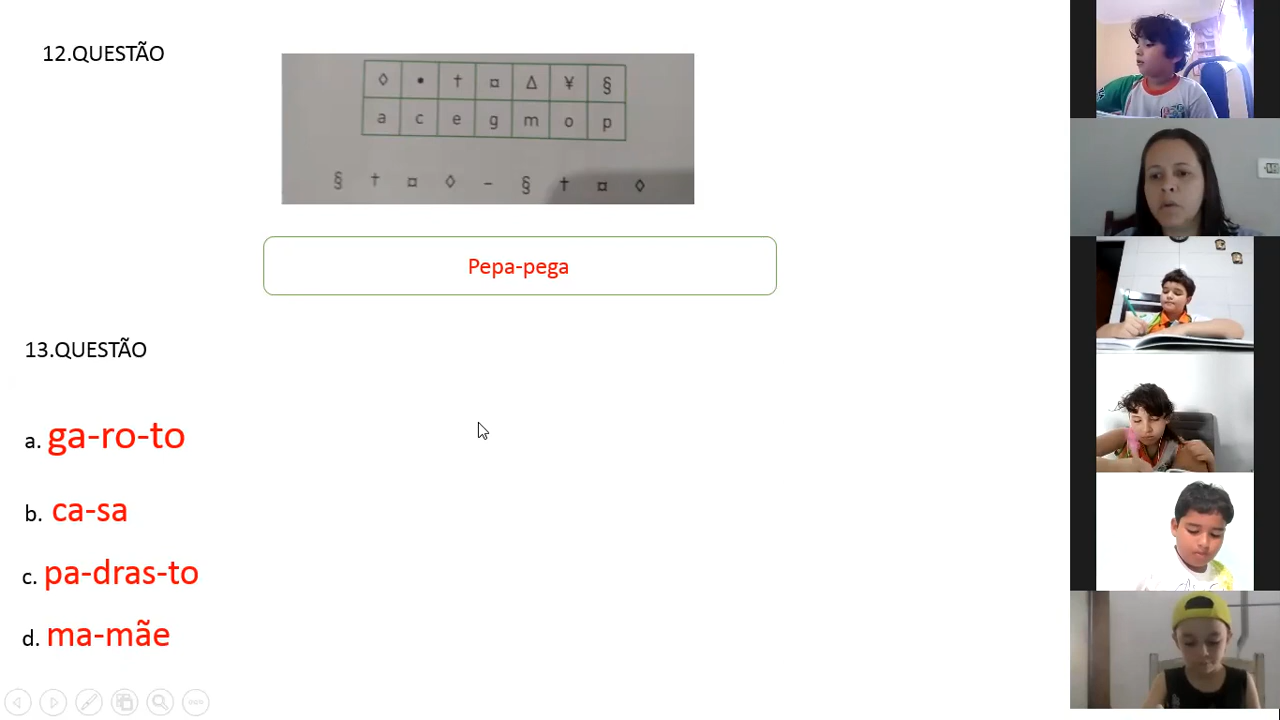 12.QUESTÃO
◊ • † ¤ Δ ¥ §
a c e g m o p
§ † ¤ ◊ - § † ¤ ◊
Pepa-pega
13.QUESTÃO
a. ga-ro-to
b. ca-sa
c. pa-dras-to
d. ma-mãe